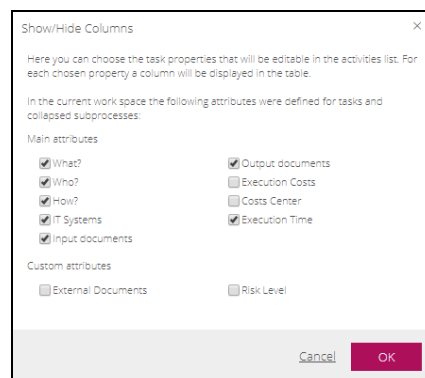 Show/Hide Columns
Here you can choose the task properties that will be editable in the activities list. For
each chosen property a column will be displayed in the table.
In the current work space the following attributes were defined for tasks and
collapsed subprocesses:
Main attributes
What?
Output documents
Who?
Execution Costs
How?
Costs Center
IT Systems
Execution Time
Input documents
Custom attributes
External Documents
Risk Level
Cancel
OK